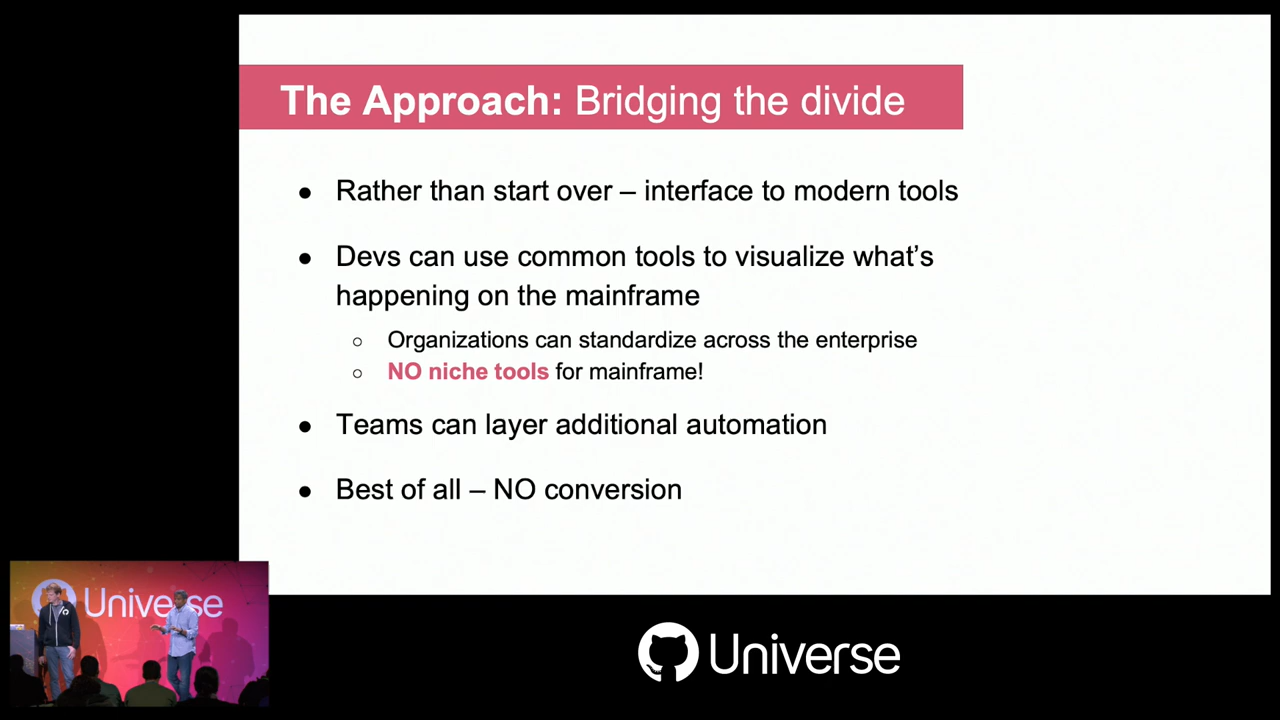 The Approach: Bridging the divide
● Rather than start over – interface to modern tools
● Devs can use common tools to visualize what’s
happening on the mainframe
○ Organizations can standardize across the enterprise
○ NO niche tools for mainframe!
● Teams can layer additional automation
● Best of all – NO conversion
Universe
Universe